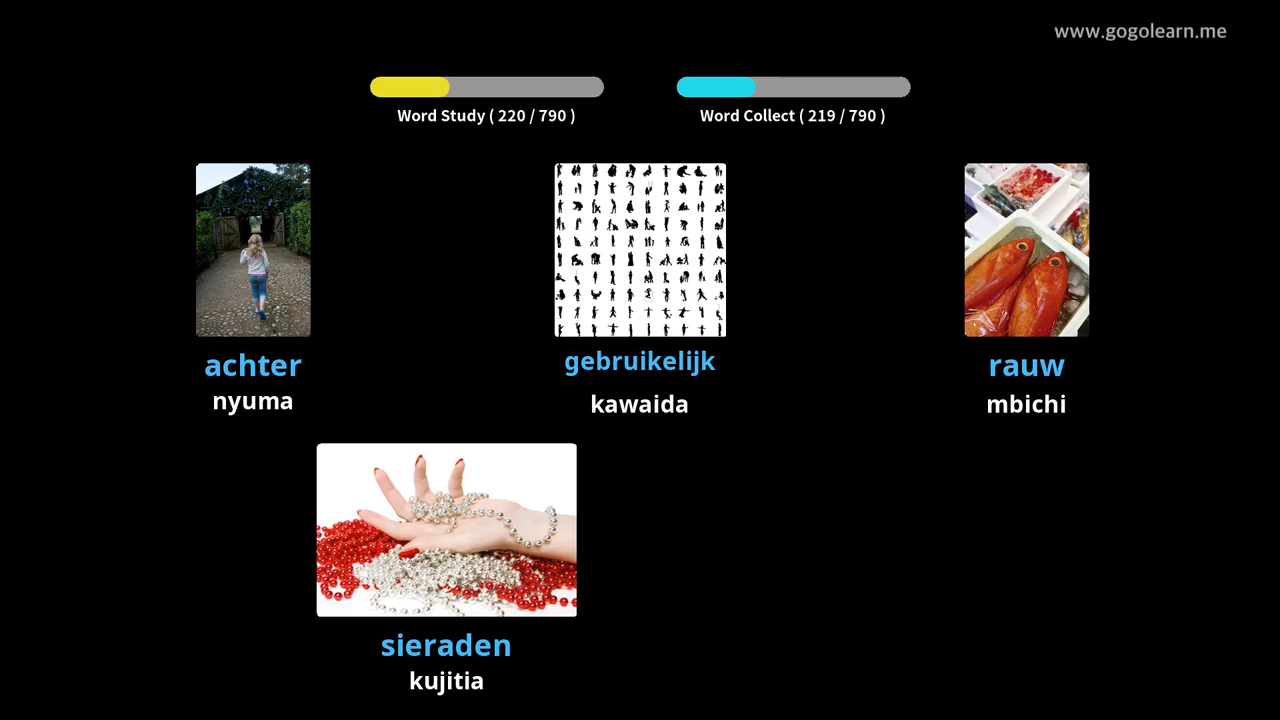 www.gogolearn.me
Word Study ( 220 / 790 )
Word Collect ( 219 / 790 )
achter
nyuma
gebruikelijk
kawaida
rauw
mbichi
sieraden
kujitia